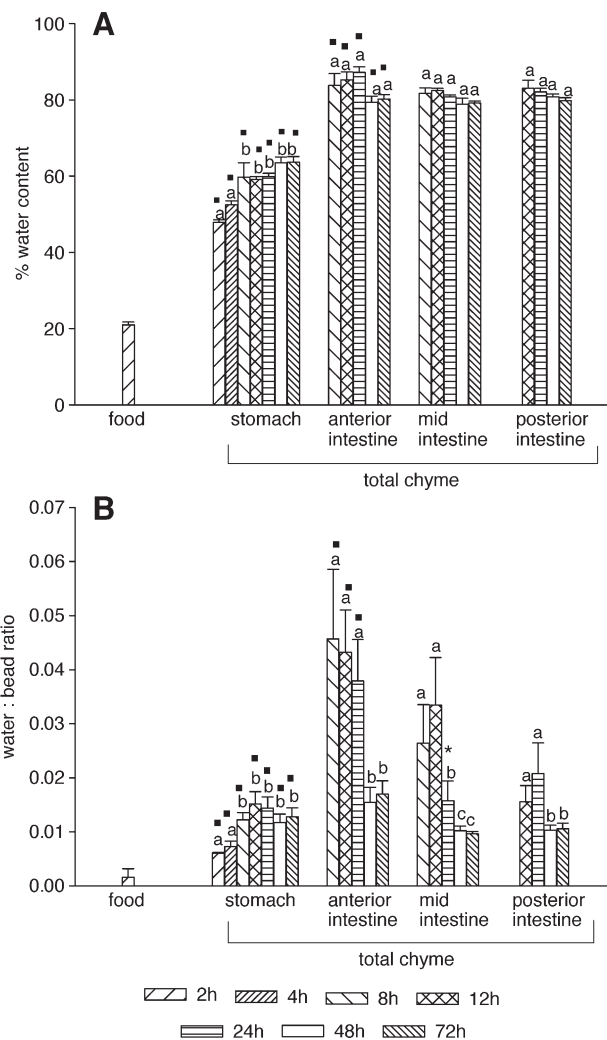 A
100
80
60
40
20
0
% water content
a a b b b b b
a a a a a
a a a a a
a a a a
food stomach anterior intestine mid intestine posterior intestine
total chyme
B
0.07
0.06
0.05
0.04
0.03
0.02
0.01
0.00
water : bead ratio
a a b b b b b
a a a b b
a a * b c c
a a b b
food stomach anterior intestine mid intestine posterior intestine
total chyme
2h 4h 8h 12h
24h 48h 72h